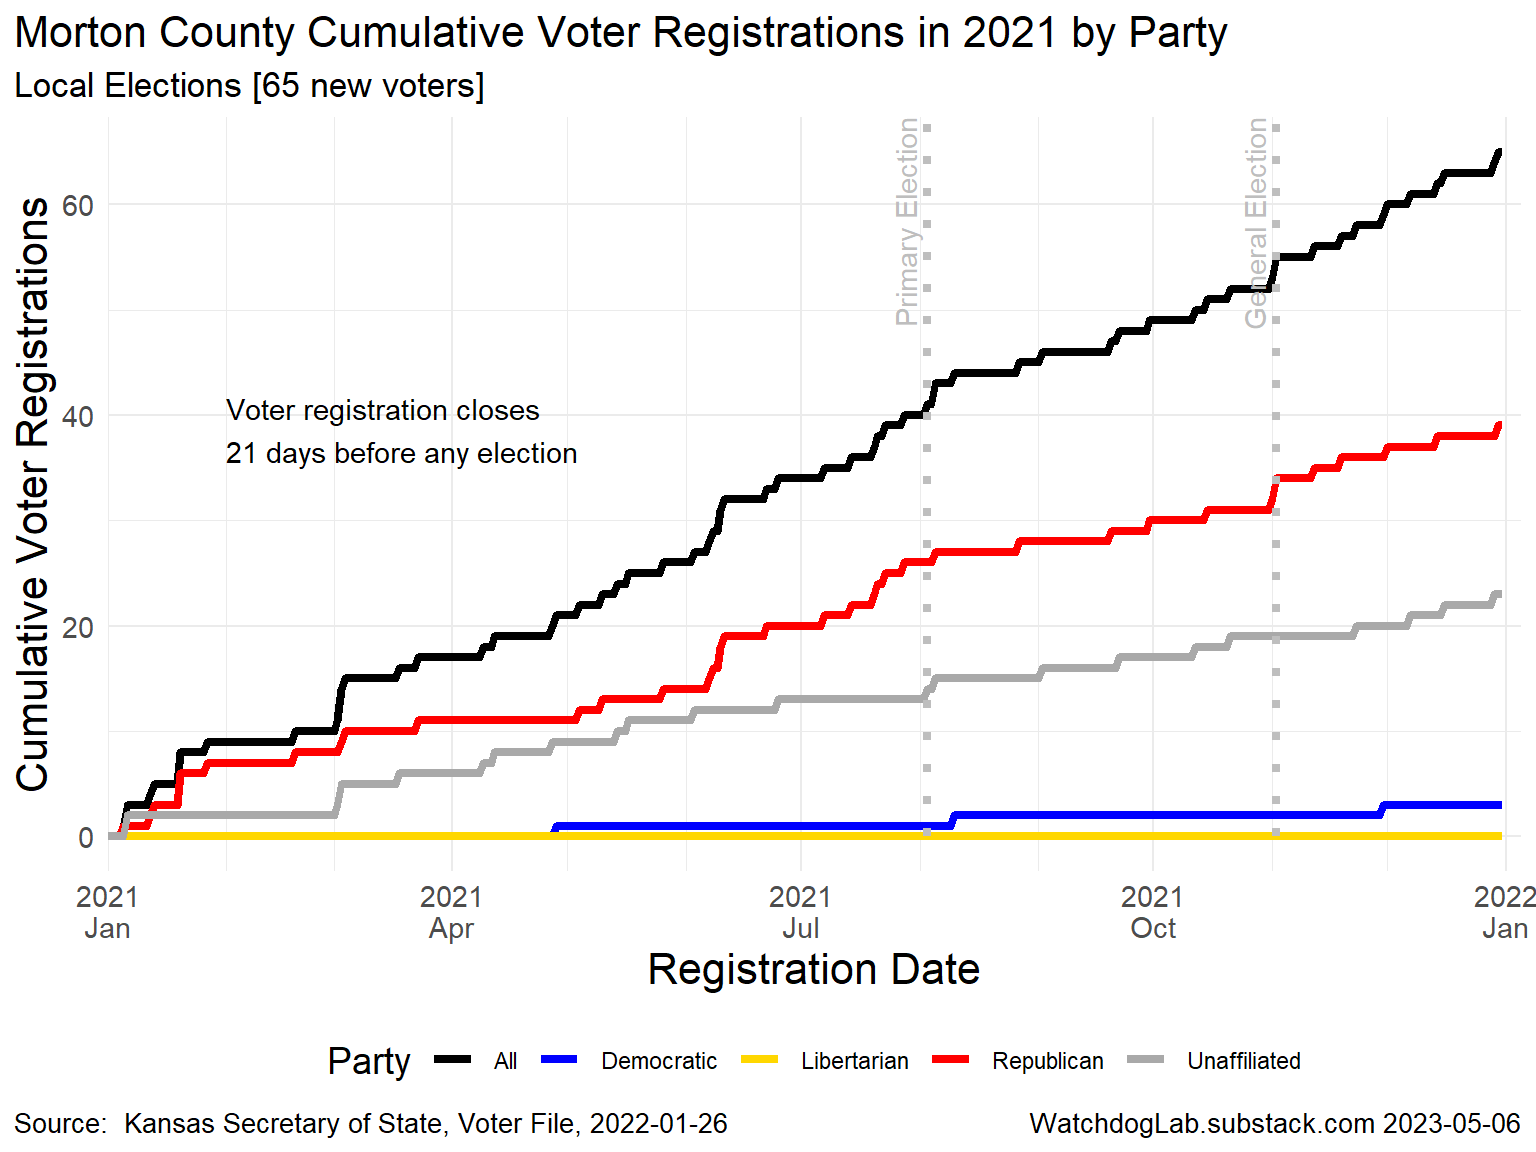 Morton County Cumulative Voter Registrations in 2021 by Party
Local Elections [65 new voters]
Cumulative Voter Registrations
60
40
20
0
Primary Election
General Election
Voter registration closes
21 days before any election
2021
Jan
2021
Apr
2021
Jul
2021
Oct
2022
Jan
Registration Date
Party All Democratic Libertarian Republican Unaffiliated
Source:  Kansas Secretary of State, Voter File, 2022-01-26
WatchdogLab.substack.com 2023-05-06